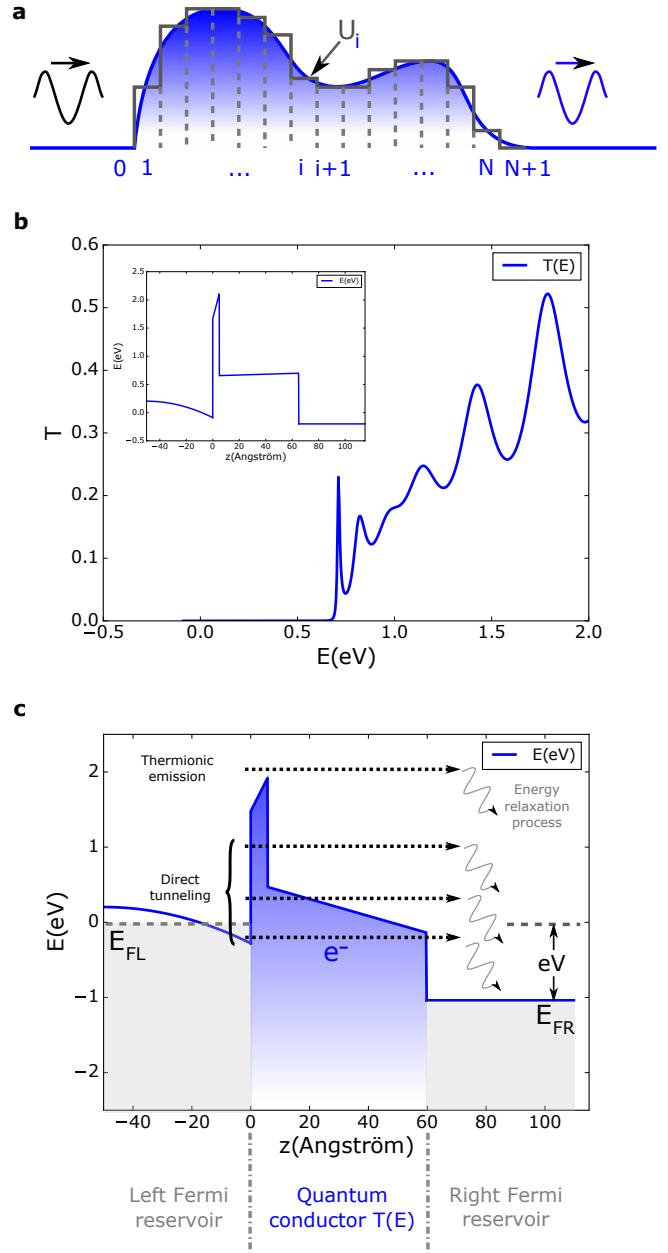 a
U_i
0 1 ... i i+1 ... N N+1
b
0.6
0.5
0.4
0.3
0.2
0.1
0.0
T
−0.5 0.0 0.5 1.0 1.5 2.0
E(eV)
T(E)
2.5
2.0
1.5
1.0
0.5
0.0
−0.5
E(eV)
−40 −20 0 20 40 60 80 100
z(Angström)
E(eV)
c
E(eV)
2
1
0
−1
−2
E(eV)
Thermionic
emission
Energy
relaxation
process
Direct
tunneling
E_FL
e⁻
eV
E_FR
−40 −20 0 20 40 60 80 100
z(Angström)
Left Fermi
reservoir
Quantum
conductor T(E)
Right Fermi
reservoir